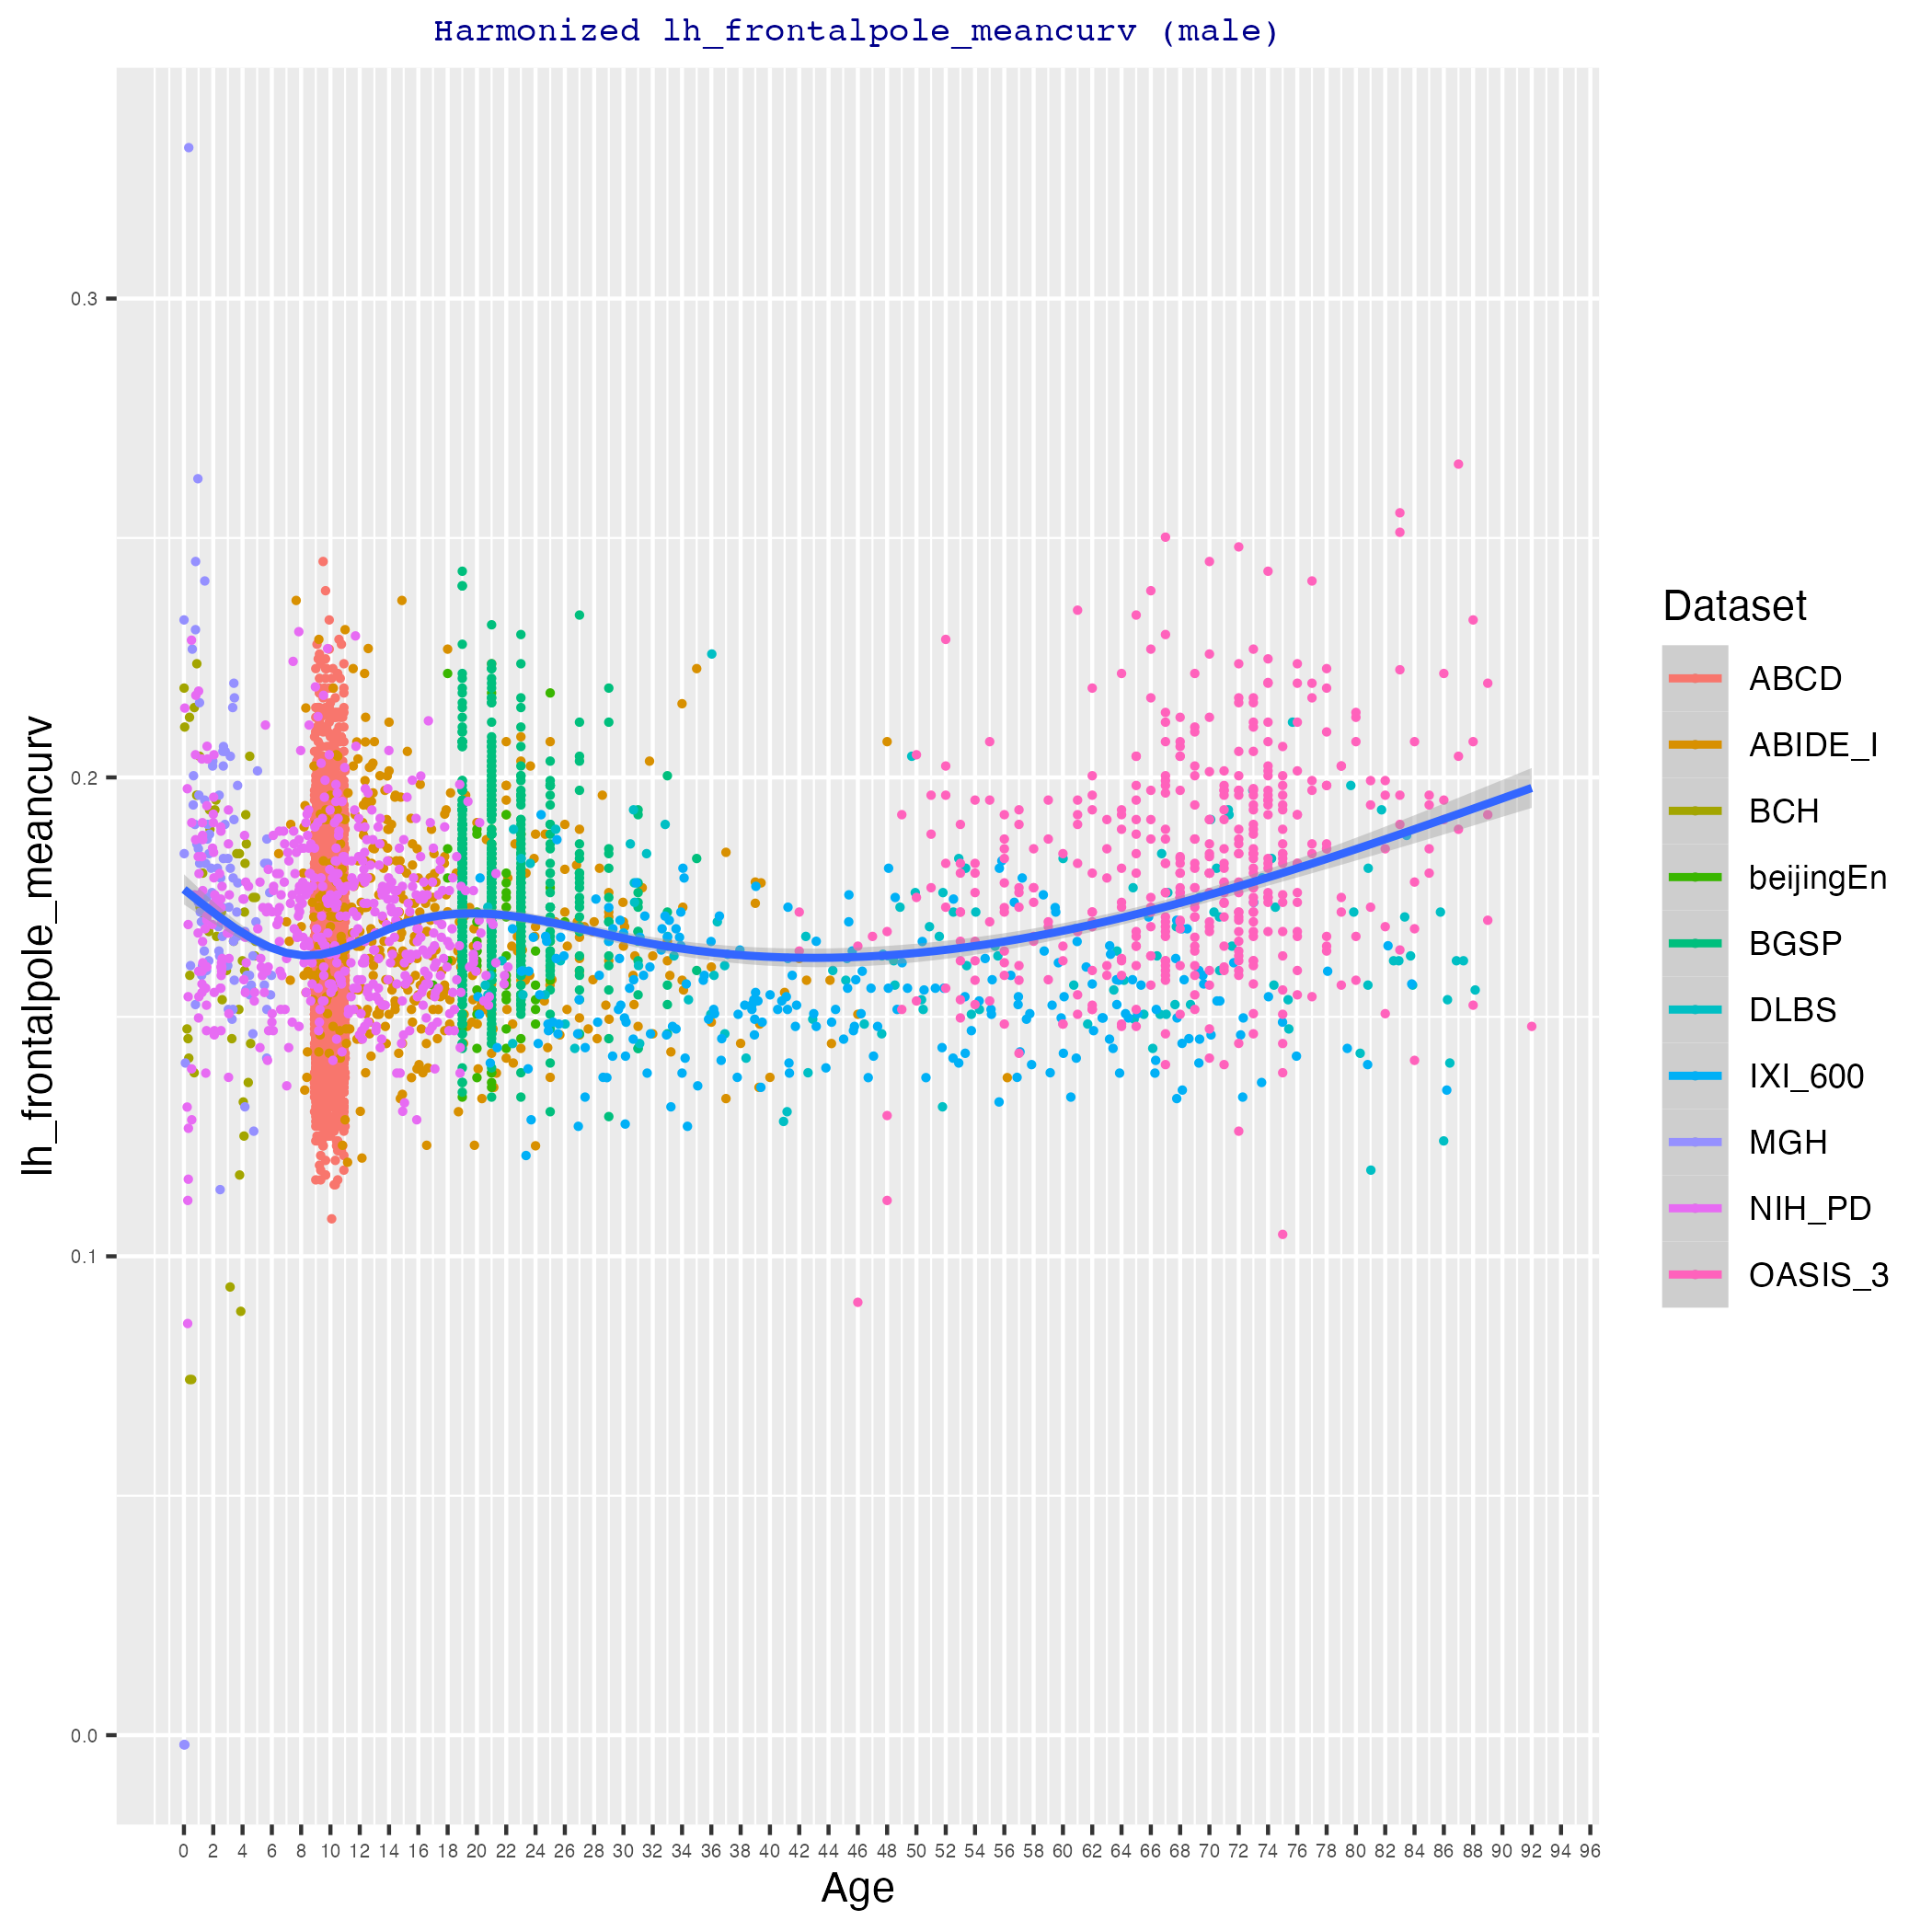 Harmonized lh_frontalpole_meancurv (male)
lh_frontalpole_meancurv
0.3
0.2
0.1
0.0
0 2 4 6 8 10 12 14 16 18 20 22 24 26 28 30 32 34 36 38 40 42 44 46 48 50 52 54 56 58 60 62 64 66 68 70 72 74 76 78 80 82 84 86 88 90 92 94 96
Age
Dataset
ABCD
ABIDE_I
BCH
beijingEn
BGSP
DLBS
IXI_600
MGH
NIH_PD
OASIS_3